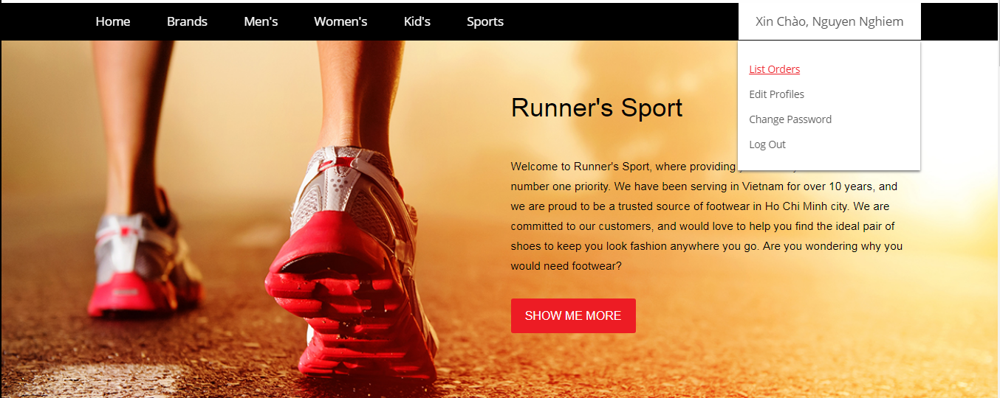 Home Brands Men's Women's Kid's Sports Xin Chào, Nguyen Nghiem
List Orders
Edit Profiles
Change Password
Log Out
Runner's Sport
Welcome to Runner's Sport, where providing
number one priority. We have been serving in Vietnam for over 10 years, and
we are proud to be a trusted source of footwear in Ho Chi Minh city. We are
committed to our customers, and would love to help you find the ideal pair of
shoes to keep you look fashion anywhere you go. Are you wondering why you
would need footwear?
SHOW ME MORE